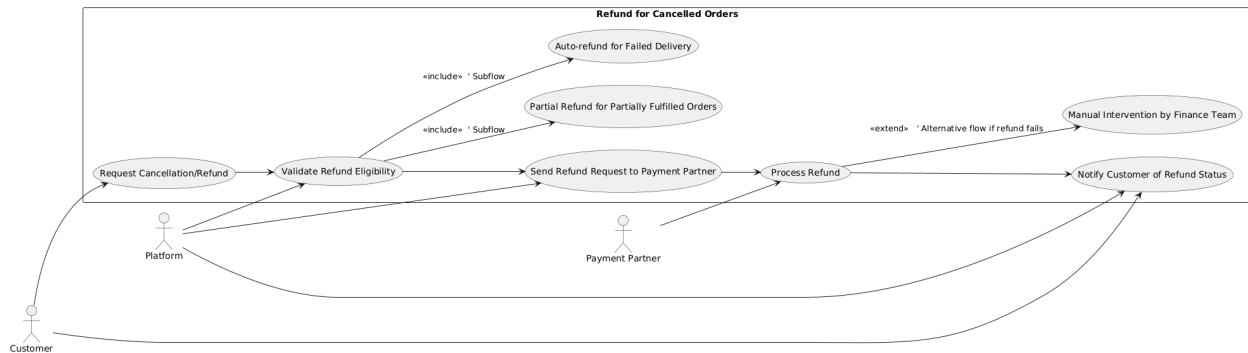 Refund for Cancelled Orders
Auto-refund for Failed Delivery
«include» ' Subflow
Partial Refund for Partially Fulfilled Orders
«include» ' Subflow
Manual Intervention by Finance Team
«extend» ' Alternative flow if refund fails
Request Cancellation/Refund
Validate Refund Eligibility
Send Refund Request to Payment Partner
Process Refund
Notify Customer of Refund Status
Platform
Payment Partner
Customer